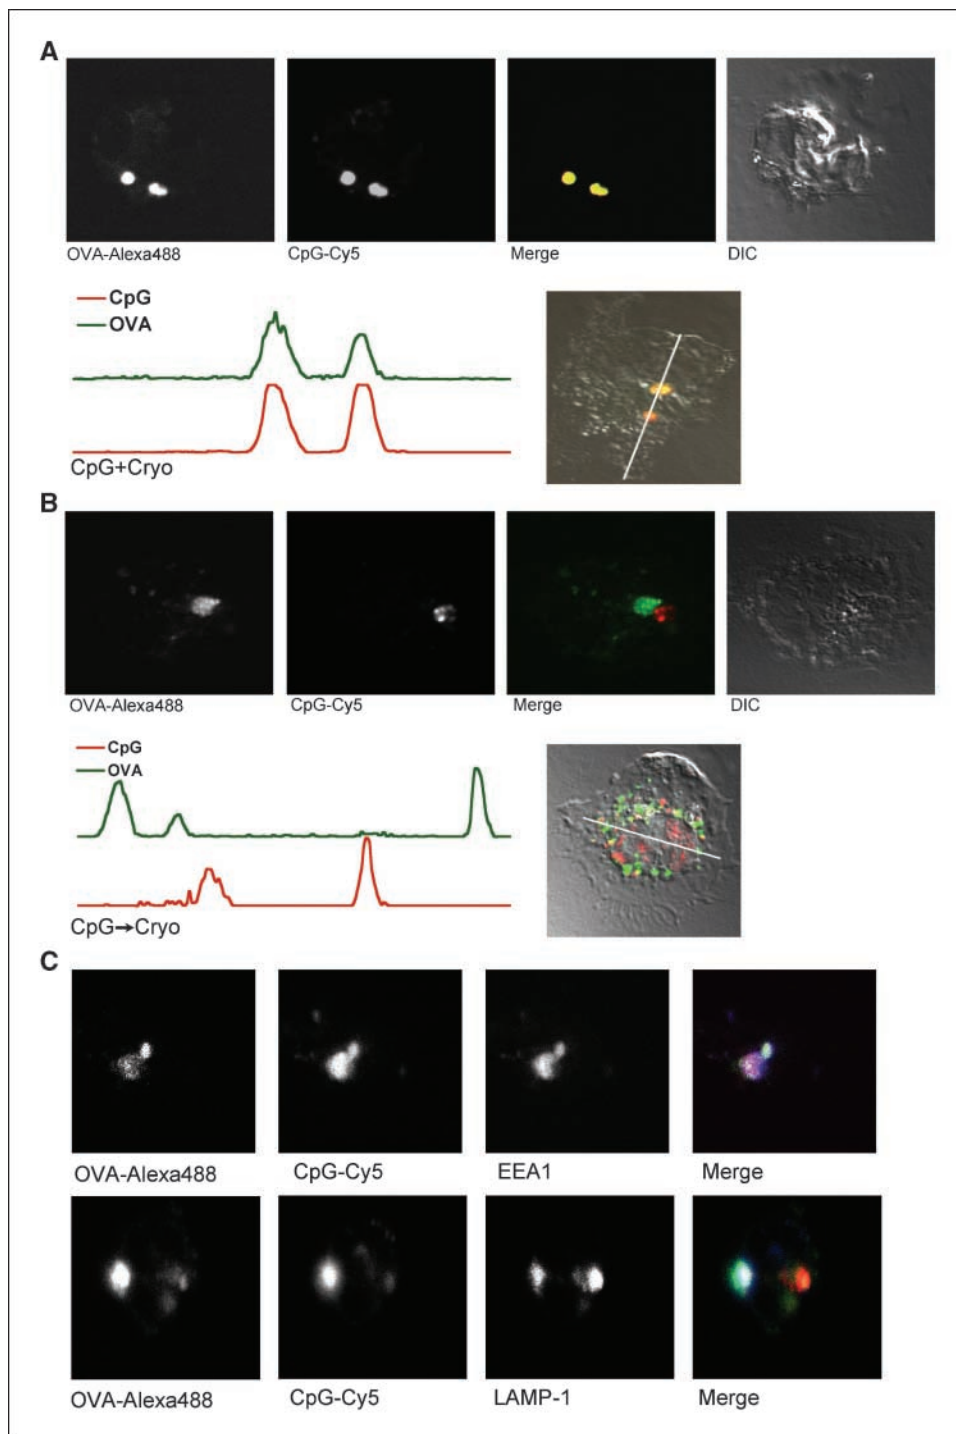 A
OVA-Alexa488 CpG-Cy5 Merge DIC
CpG
OVA
CpG+Cryo
B
OVA-Alexa488 CpG-Cy5 Merge DIC
CpG
OVA
CpG→Cryo
C
OVA-Alexa488 CpG-Cy5 EEA1 Merge
OVA-Alexa488 CpG-Cy5 LAMP-1 Merge